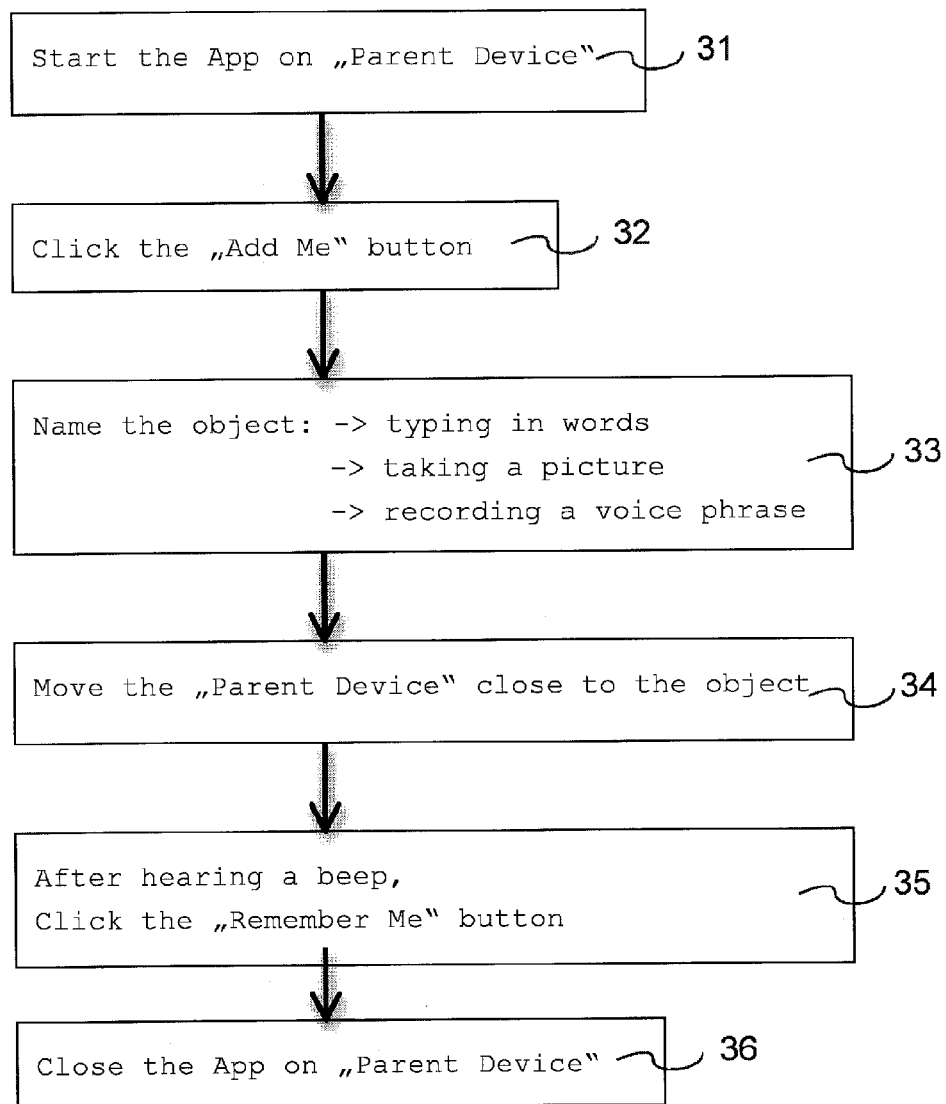 Start the App on „Parent Device‟
31
Click the „Add Me‟ button
32
Name the object: -> typing in words
-> taking a picture
-> recording a voice phrase
33
Move the „Parent Device‟ close to the object
34
After hearing a beep,
Click the „Remember Me‟ button
35
Close the App on „Parent Device‟
36